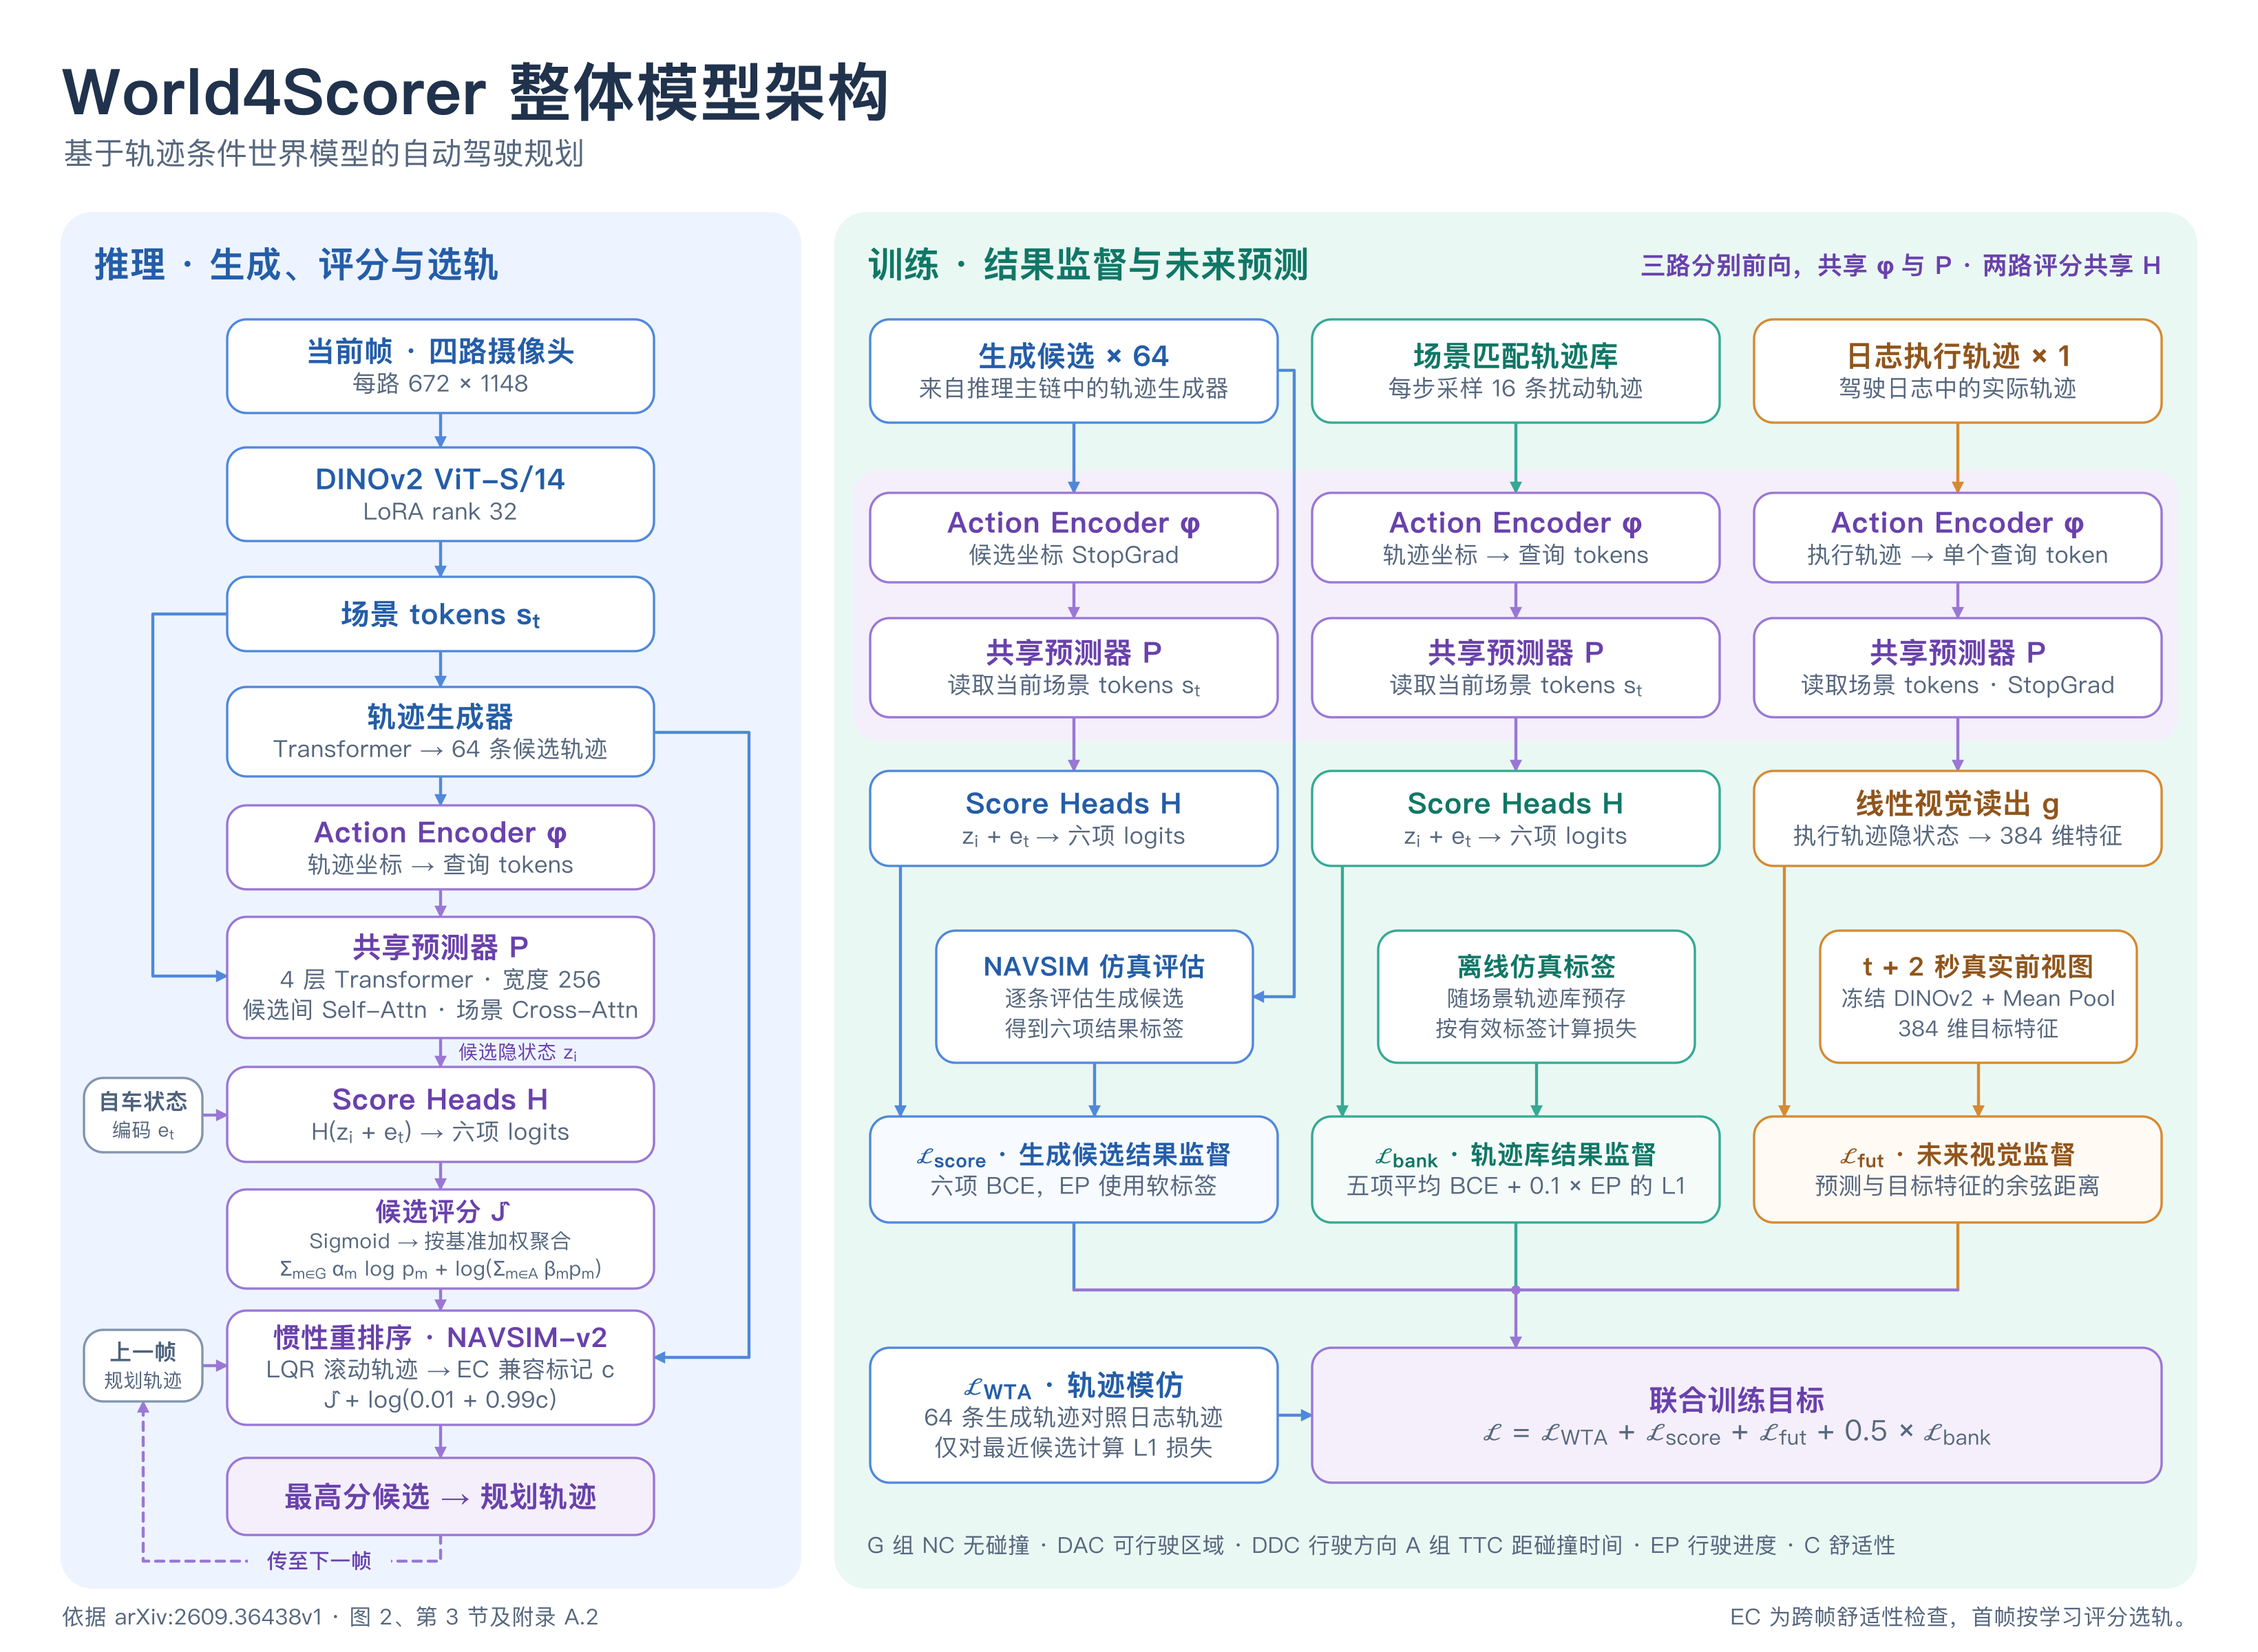 World4Scorer 整体模型架构
基于轨迹条件世界模型的自动驾驶规划
推理 · 生成、评分与选轨
当前帧 · 四路摄像头
每路 672 × 1148
DINOv2 ViT-S/14
LoRA rank 32
场景 tokens sₜ
轨迹生成器
Transformer → 64 条候选轨迹
Action Encoder φ
轨迹坐标 → 查询 tokens
共享预测器 P
4 层 Transformer · 宽度 256
候选间 Self-Attn · 场景 Cross-Attn
候选隐状态 zᵢ
自车状态
编码 eₜ
Score Heads H
H(zᵢ + eₜ) → 六项 logits
候选评分 Ĵ
Sigmoid → 按基准加权聚合
Σm∈G αm log pm + log(Σm∈A βmpm)
上一帧
规划轨迹
惯性重排序 · NAVSIM-v2
LQR 滚动轨迹 → EC 兼容标记 c
Ĵ + log(0.01 + 0.99c)
最高分候选 → 规划轨迹
传至下一帧
训练 · 结果监督与未来预测
三路分别前向，共享 φ 与 P · 两路评分共享 H
生成候选 × 64
来自推理主链中的轨迹生成器
场景匹配轨迹库
每步采样 16 条扰动轨迹
日志执行轨迹 × 1
驾驶日志中的实际轨迹
Action Encoder φ
候选坐标 StopGrad
Action Encoder φ
轨迹坐标 → 查询 tokens
Action Encoder φ
执行轨迹 → 单个查询 token
共享预测器 P
读取当前场景 tokens sₜ
共享预测器 P
读取当前场景 tokens sₜ
共享预测器 P
读取场景 tokens · StopGrad
Score Heads H
zᵢ + eₜ → 六项 logits
Score Heads H
zᵢ + eₜ → 六项 logits
线性视觉读出 g
执行轨迹隐状态 → 384 维特征
NAVSIM 仿真评估
逐条评估生成候选
得到六项结果标签
离线仿真标签
随场景轨迹库预存
按有效标签计算损失
t + 2 秒真实前视图
冻结 DINOv2 + Mean Pool
384 维目标特征
ℒscore · 生成候选结果监督
六项 BCE，EP 使用软标签
ℒbank · 轨迹库结果监督
五项平均 BCE + 0.1 × EP 的 L1
ℒfut · 未来视觉监督
预测与目标特征的余弦距离
ℒWTA · 轨迹模仿
64 条生成轨迹对照日志轨迹
仅对最近候选计算 L1 损失
联合训练目标
ℒ = ℒWTA + ℒscore + ℒfut + 0.5 × ℒbank
G 组 NC 无碰撞 · DAC 可行驶区域 · DDC 行驶方向 A 组 TTC 距碰撞时间 · EP 行驶进度 · C 舒适性
依据 arXiv:2609.36438v1 · 图 2、第 3 节及附录 A.2
EC 为跨帧舒适性检查，首帧按学习评分选轨。